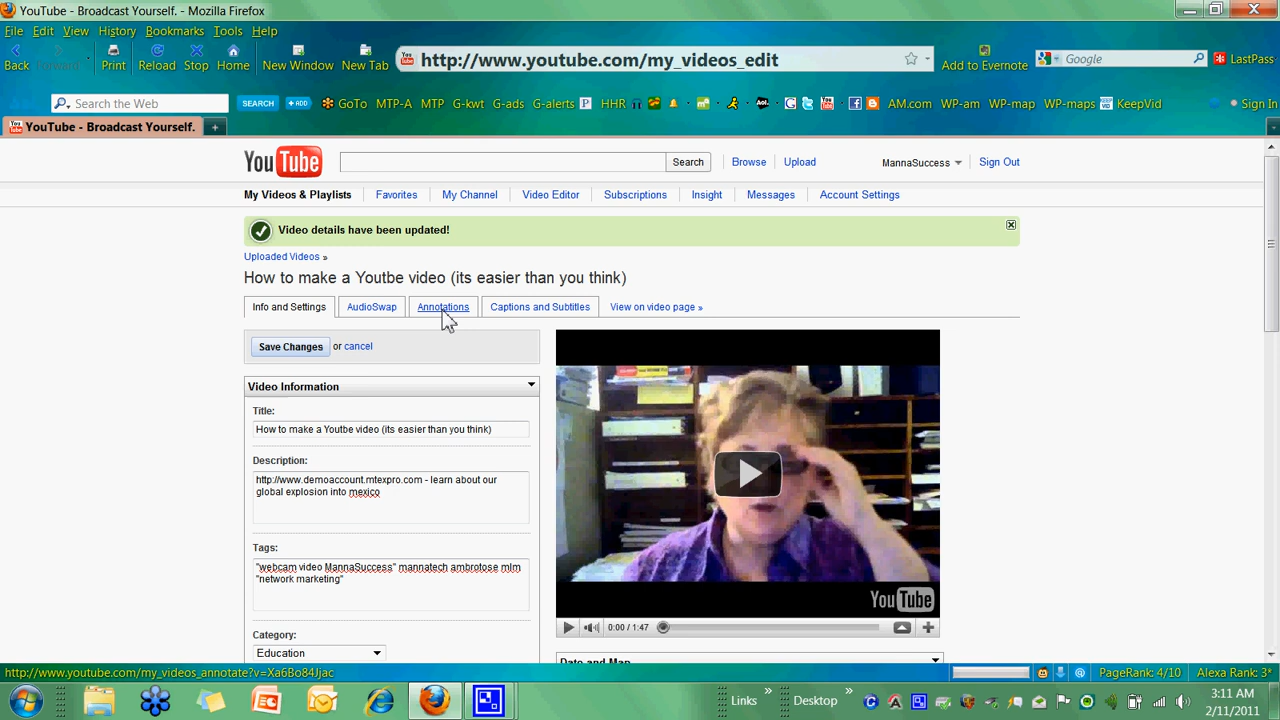 YouTube - Broadcast Yourself. - Mozilla Firefox
File Edit View History Bookmarks Tools Help
Back Forward Print Reload Stop Home New Window New Tab http://www.youtube.com/my_videos_edit Add to Evernote Google LastPass
Search the Web SEARCH +ADD GoTo MTP-A MTP G-kwt G-ads G-alerts HHR AM.com WP-am WP-map WP-maps KeepVid Sign In
YouTube - Broadcast Yourself.
YouTube Search Browse Upload MannaSuccess Sign Out
My Videos & Playlists Favorites My Channel Video Editor Subscriptions Insight Messages Account Settings
Video details have been updated!
Uploaded Videos »
How to make a Youtbe video (its easier than you think)
Info and Settings AudioSwap Annotations Captions and Subtitles View on video page »
Save Changes or cancel
Video Information
Title:
How to make a Youtbe video (its easier than you think)
Description:
http://www.demoaccount.mtexpro.com - learn about our
global explosion into mexico
Tags:
"webcam video MannaSuccess" mannatech ambrotose mlm
"network marketing"
Category:
Education
YouTube
0:00 / 1:47
Date and Map
http://www.youtube.com/my_videos_annotate?v=Xa6Bo84Jjac PageRank: 4/10 Alexa Rank: 3*
Links » Desktop » 3:11 AM
2/11/2011